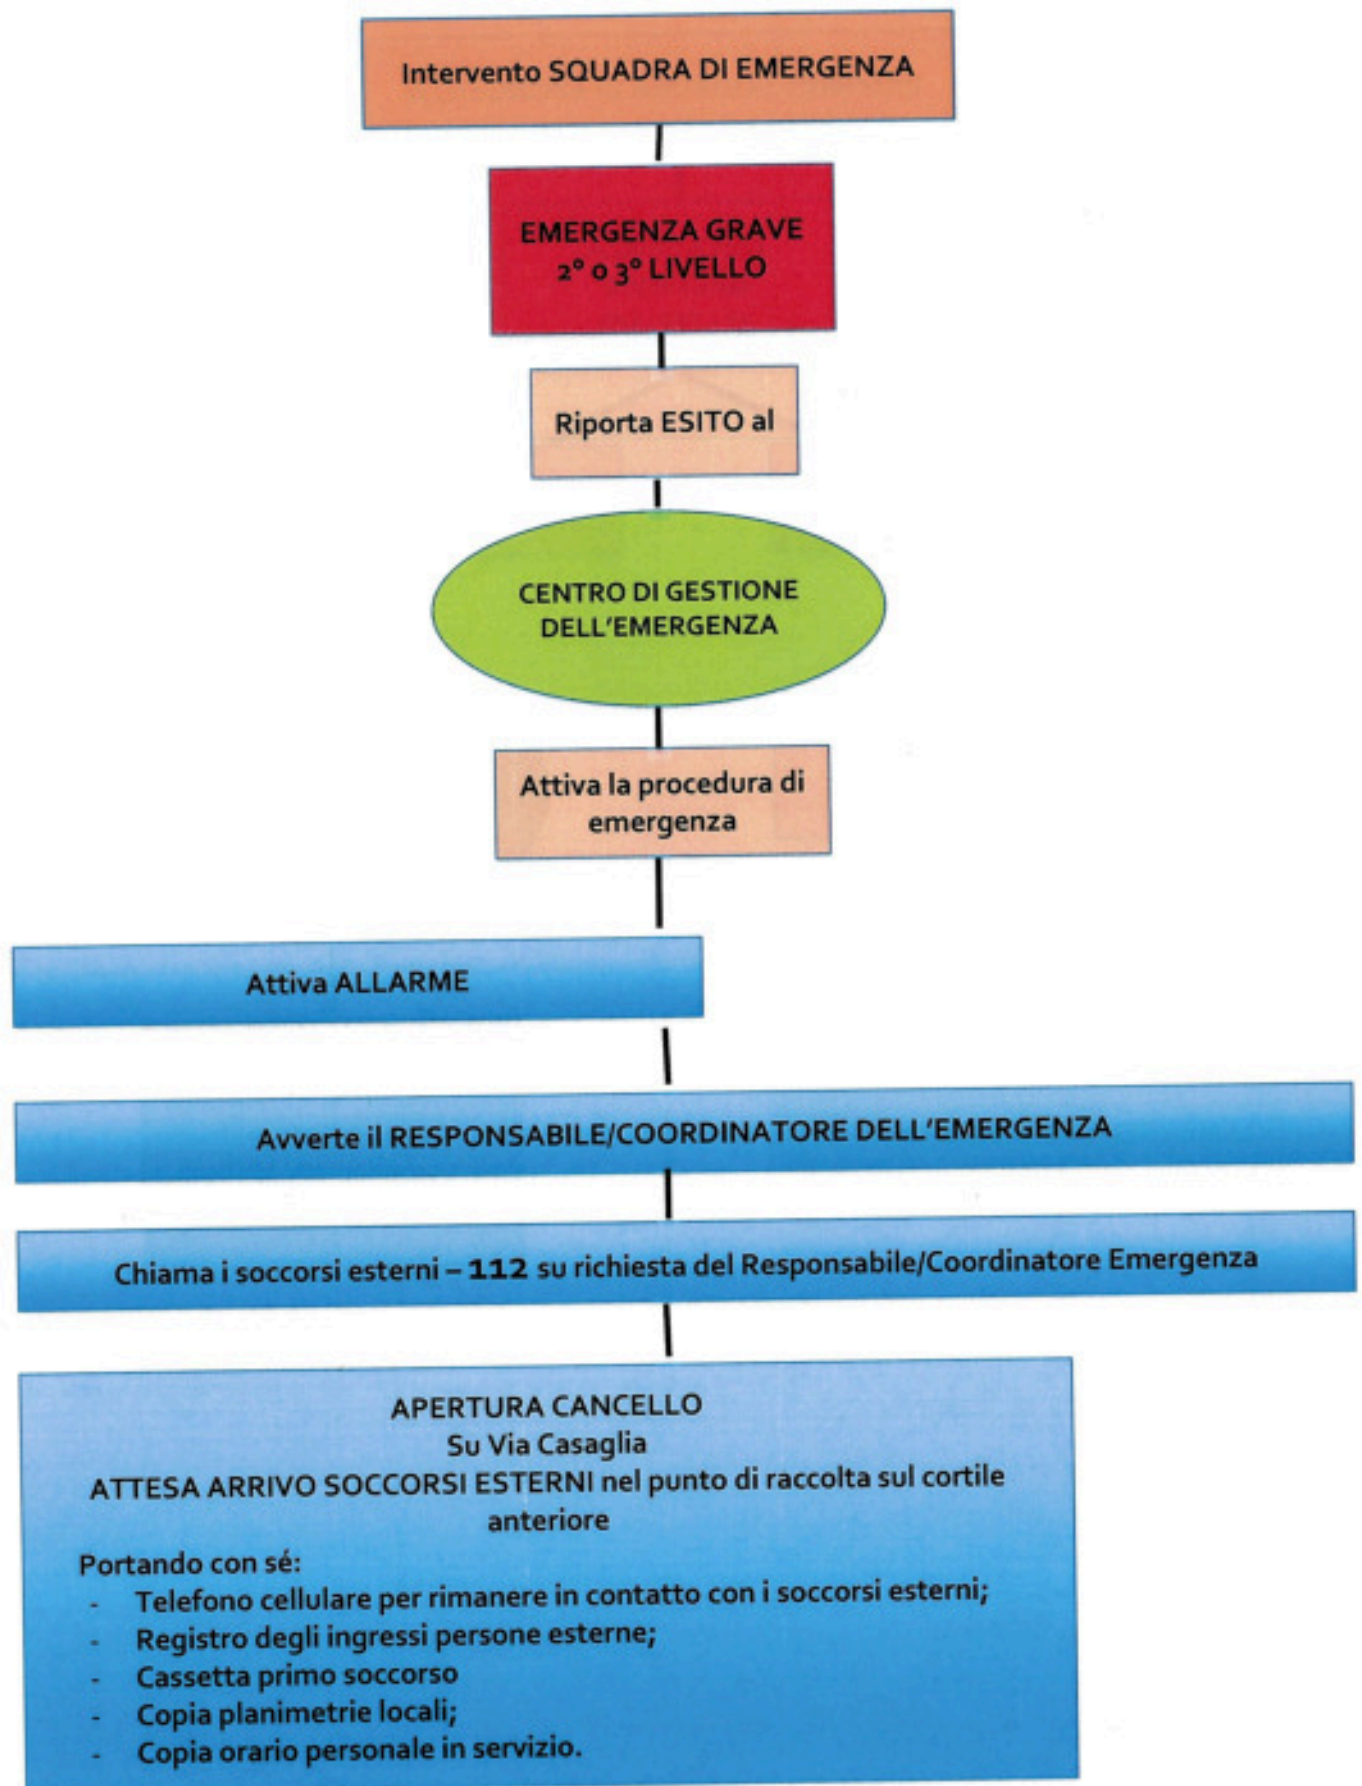 Intervento SQUADRA DI EMERGENZA
EMERGENZA GRAVE
2° o 3° LIVELLO
Riporta ESITO al
CENTRO DI GESTIONE
DELL'EMERGENZA
Attiva la procedura di
emergenza
Attiva ALLARME
Avverte il RESPONSABILE/COORDINATORE DELL'EMERGENZA
Chiama i soccorsi esterni – 112 su richiesta del Responsabile/Coordinatore Emergenza
APERTURA CANCELLO
Su Via Casaglia
ATTESA ARRIVO SOCCORSI ESTERNI nel punto di raccolta sul cortile
anteriore
Portando con sé:
- Telefono cellulare per rimanere in contatto con i soccorsi esterni;
- Registro degli ingressi persone esterne;
- Cassetta primo soccorso
- Copia planimetrie locali;
- Copia orario personale in servizio.